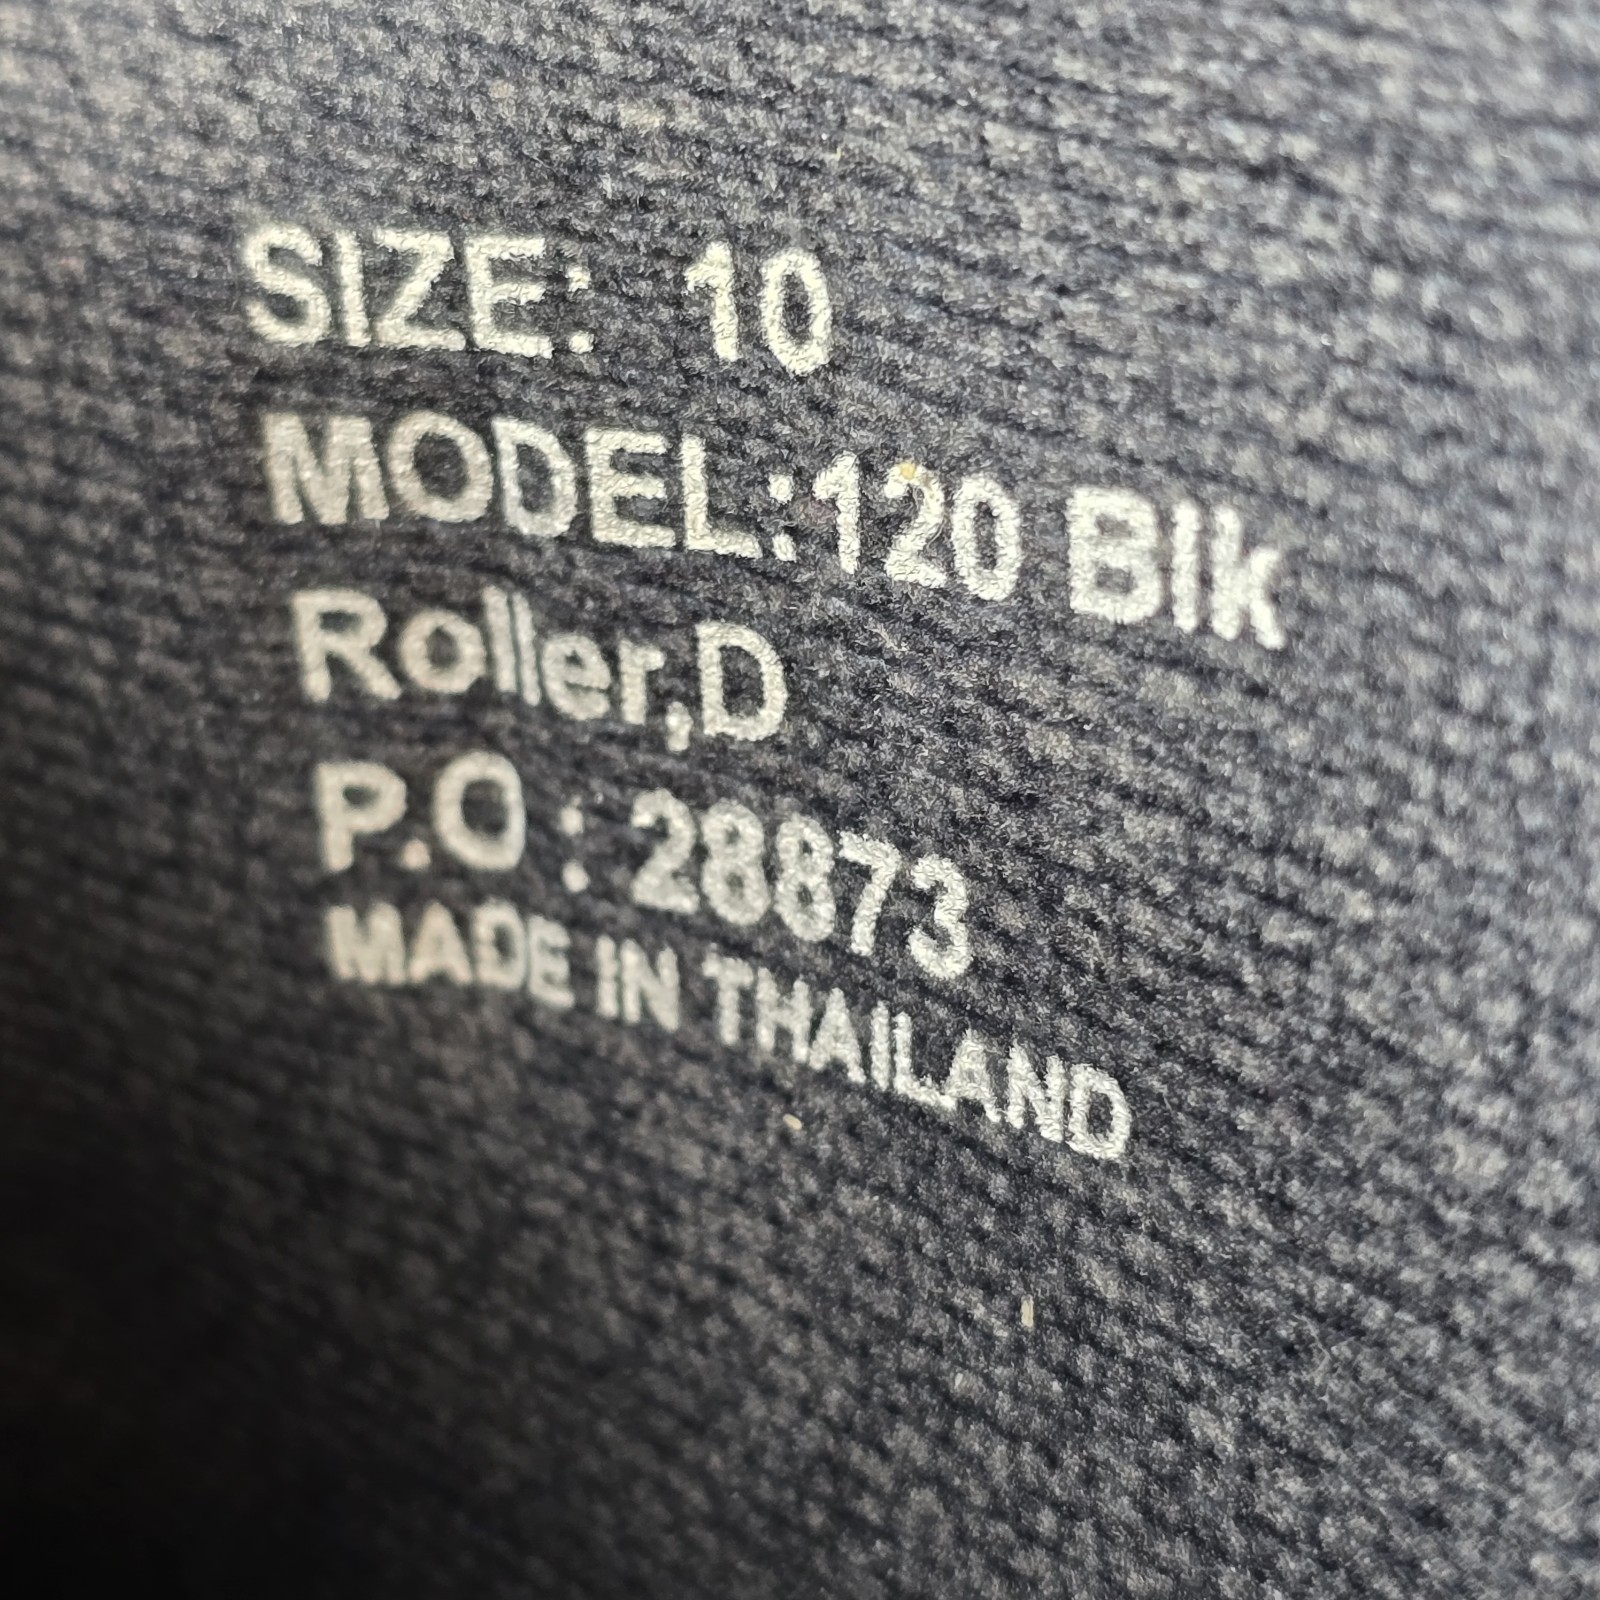 SIZE: 10
MODEL:120 Blk
Roller,D
P.O : 28873
MADE IN THAILAND